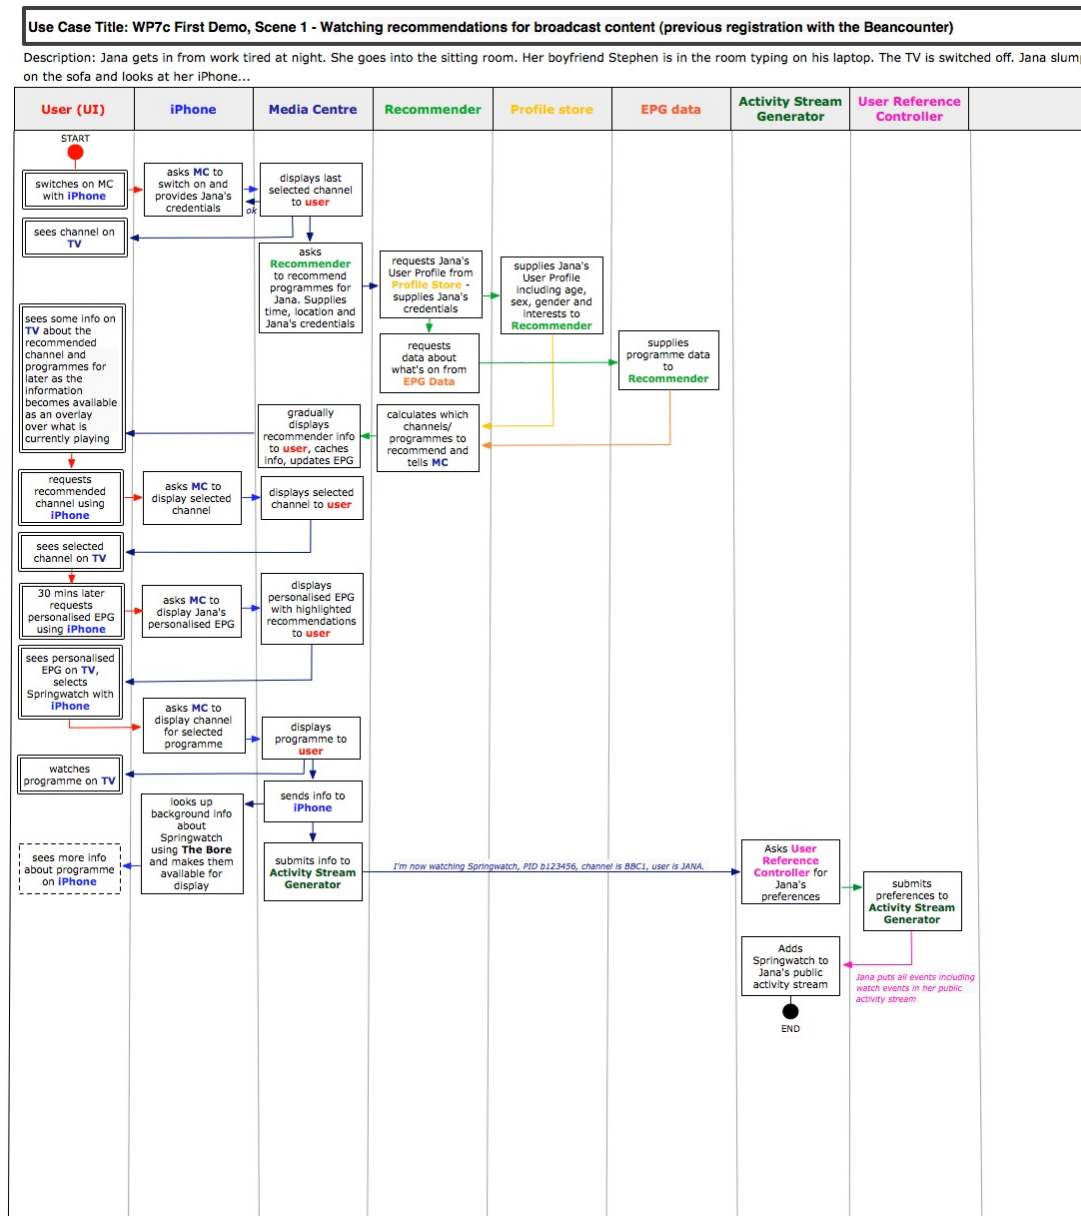 Use Case Title: WP7c First Demo, Scene 1 - Watching recommendations for broadcast content (previous registration with the Beancounter)
Description: Jana gets in from work tired at night. She goes into the sitting room. Her boyfriend Stephen is in the room typing on his laptop. The TV is switched off. Jana slum
on the sofa and looks at her iPhone...
User (UI)
iPhone
Media Centre
Recommender
Profile store
EPG data
Activity Stream
Generator
User Reference
Controller
START
switches on MC
with iPhone
asks MC to
switch on and
provides Jana's
credentials
ok
displays last
selected channel
to user
sees channel on
TV
asks
Recommender
to recommend
programmes for
Jana. Supplies
time, location and
Jana's credentials
requests Jana's
User Profile from
Profile Store -
supplies Jana's
credentials
supplies Jana's
User Profile
including age,
sex, gender and
interests to
Recommender
requests
data about
what's on from
EPG Data
supplies
programme data
to
Recommender
sees some info on
TV about the
recommended
channel and
programmes for
later as the
information
becomes available
as an overlay
over what is
currently playing
gradually
displays
recommender info
to user, caches
info, updates EPG
calculates which
channels/
programmes to
recommend and
tells MC
requests
recommended
channel using
iPhone
asks MC to
display selected
channel
displays selected
channel to user
sees selected
channel on TV
30 mins later
requests
personalised EPG
using iPhone
asks MC to
display Jana's
personalised EPG
displays
personalised EPG
with highlighted
recommendations
to user
sees personalised
EPG on TV,
selects
Springwatch with
iPhone
asks MC to
display channel
for selected
programme
displays
programme to
user
watches
programme on TV
sends info to
iPhone
looks up
background info
about
Springwatch
using The Bore
and makes them
available for
display
sees more info
about programme
on iPhone
submits info to
Activity Stream
Generator
I'm now watching Springwatch, PID b123456, channel is BBC1, user is JANA.
Asks User
Reference
Controller for
Jana's
preferences
submits
preferences to
Activity Stream
Generator
Adds
Springwatch to
Jana's public
activity stream
Jana puts all events including
watch events in her public
activity stream
END